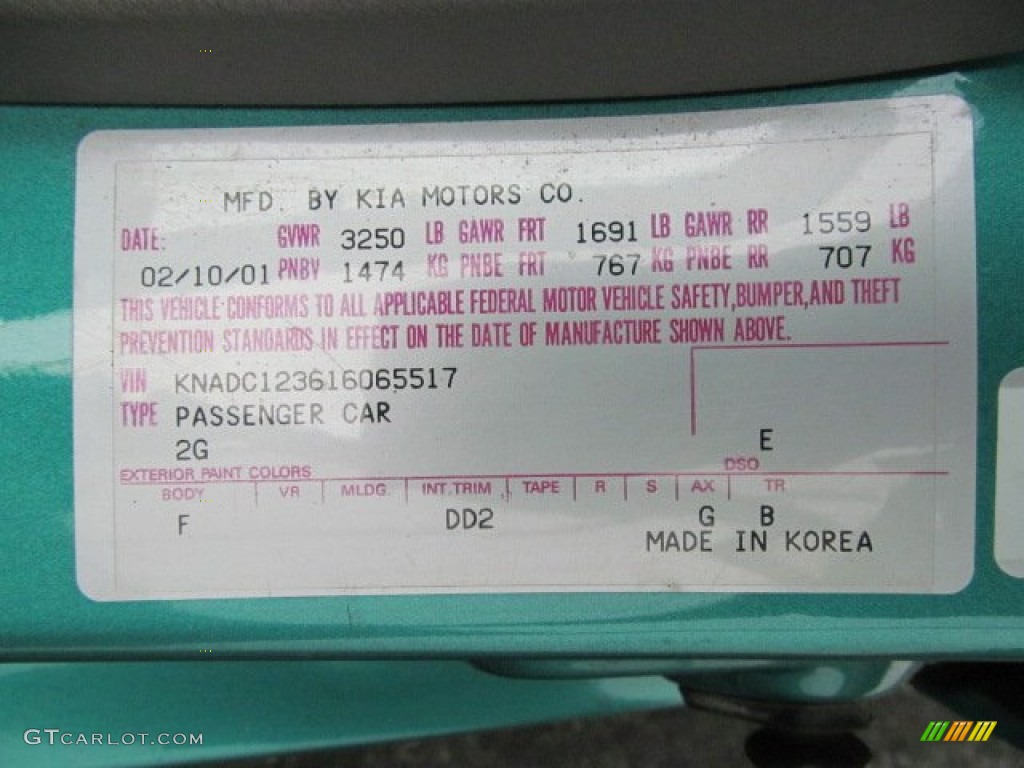 MFD. BY KIA MOTORS CO.
DATE: GVWR 3250 LB GAWR FRT 1691 LB GAWR RR 1559 LB
02/10/01 PNBV 1474 KG PNBE FRT 767 KG PNBE RR 707 KG
THIS VEHICLE CONFORMS TO ALL APPLICABLE FEDERAL MOTOR VEHICLE SAFETY,BUMPER,AND THEFT
PREVENTION STANDARDS IN EFFECT ON THE DATE OF MANUFACTURE SHOWN ABOVE.
VIN KNADC123616065517
TYPE PASSENGER CAR
2G E
EXTERIOR PAINT COLORS DSO
BODY VR MLDG. INT.TRIM TAPE R S AX TR
F DD2 G B
MADE IN KOREA
GTCARLOT.COM